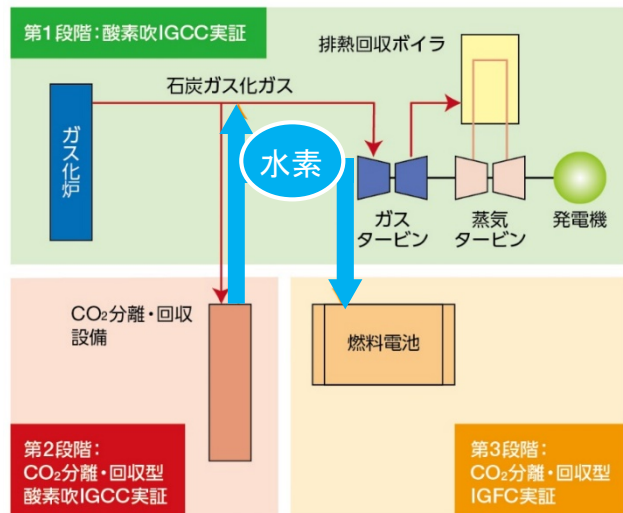 第1段階：酸素吹IGCC実証
排熱回収ボイラ
石炭ガス化ガス
ガス化炉
水素
ガス
タービン
蒸気
タービン
発電機
CO₂分離・回収
設備
燃料電池
第2段階：
CO₂分離・回収型
酸素吹IGCC実証
第3段階：
CO₂分離・回収型
IGFC実証